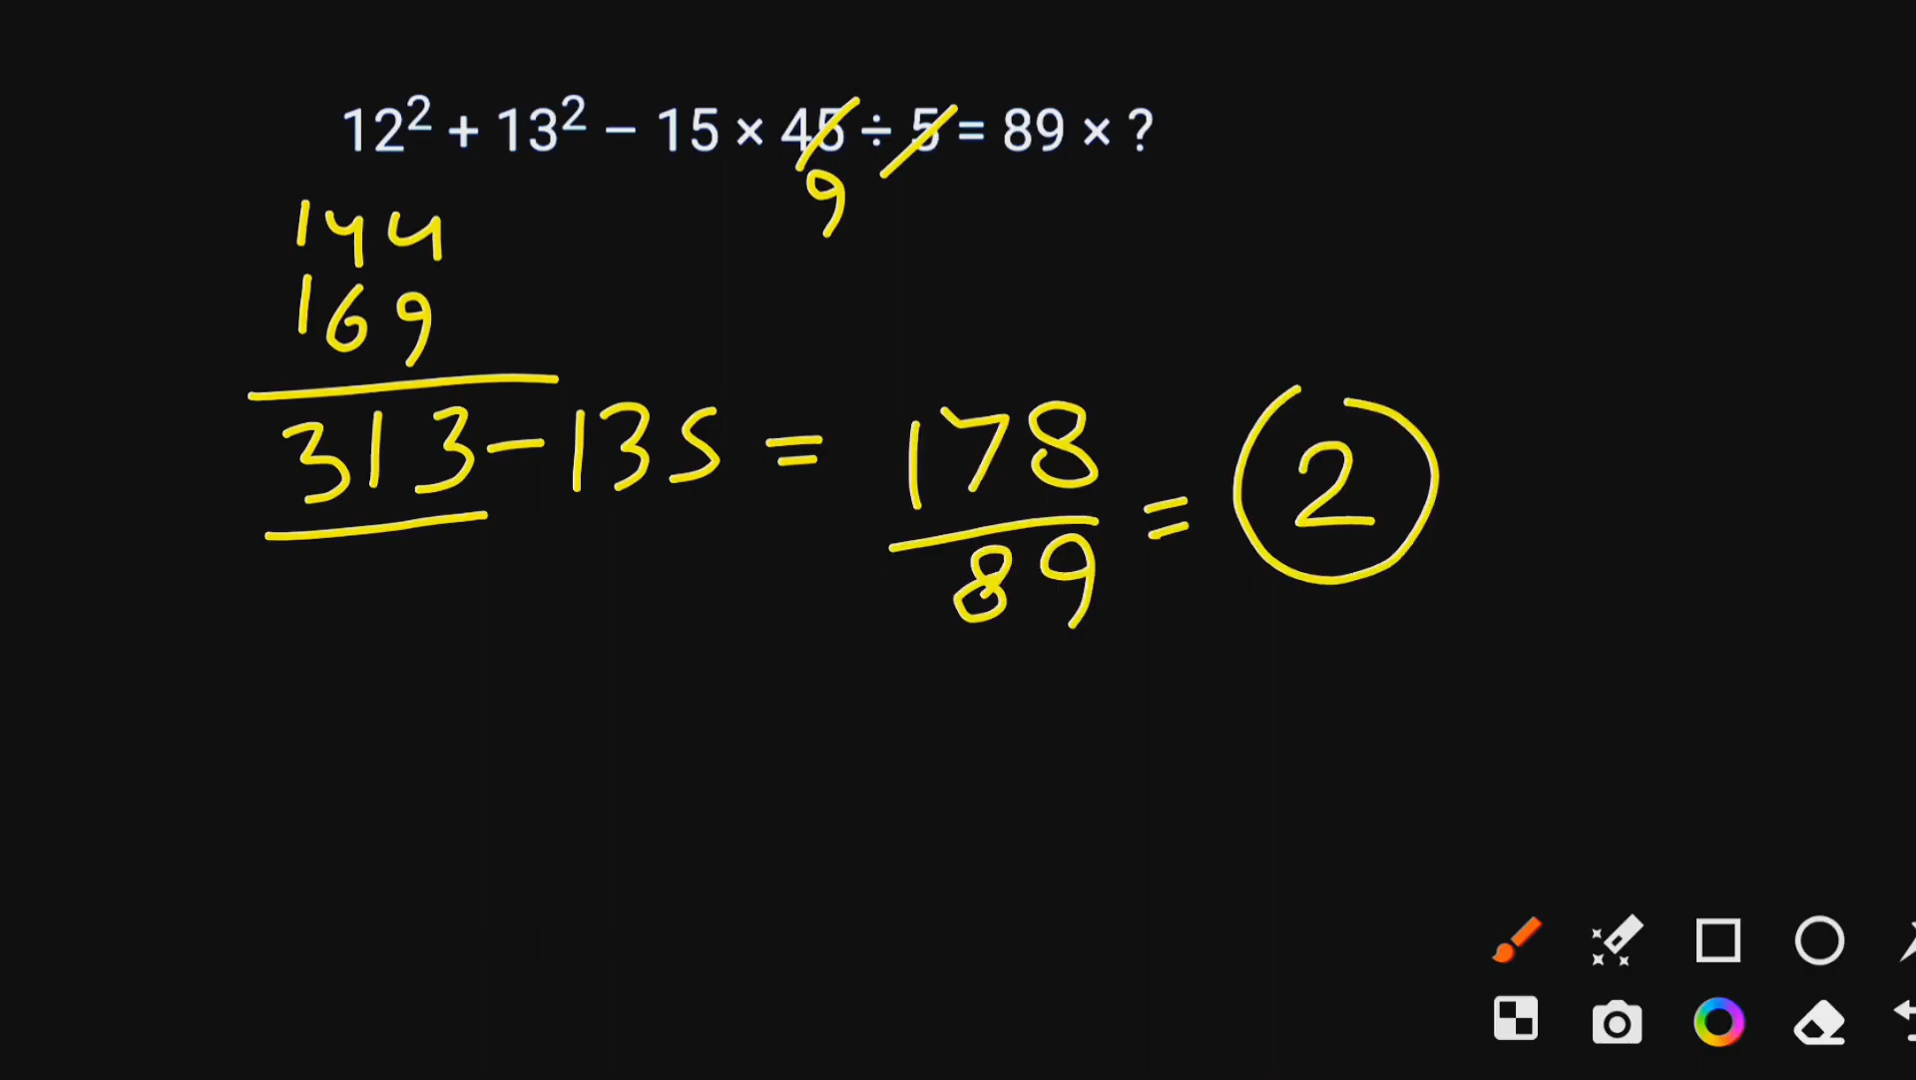 12² + 13² − 15 × 45 ÷ 5 = 89 × ?
9
144
169
313 − 135 = 178
89 = 2